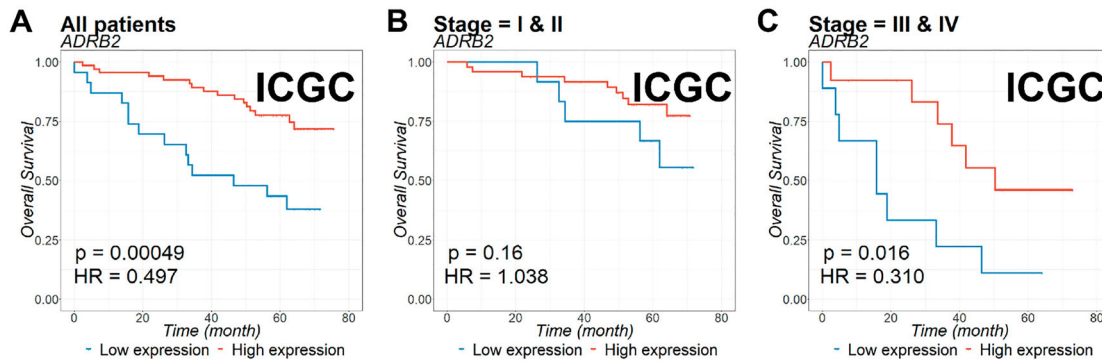 A All patients
ADRB2
ICGC
1.00
0.75
0.50
0.25
0.00
Overall Survival
p = 0.00049
HR = 0.497
0 20 40 60 80
Time (month)
Low expression High expression
B Stage = I & II
ADRB2
ICGC
1.00
0.75
0.50
0.25
0.00
Overall Survival
p = 0.16
HR = 1.038
0 20 40 60 80
Time (month)
Low expression High expression
C Stage = III & IV
ADRB2
ICGC
1.00
0.75
0.50
0.25
0.00
Overall Survival
p = 0.016
HR = 0.310
0 20 40 60 80
Time (month)
Low expression High expression